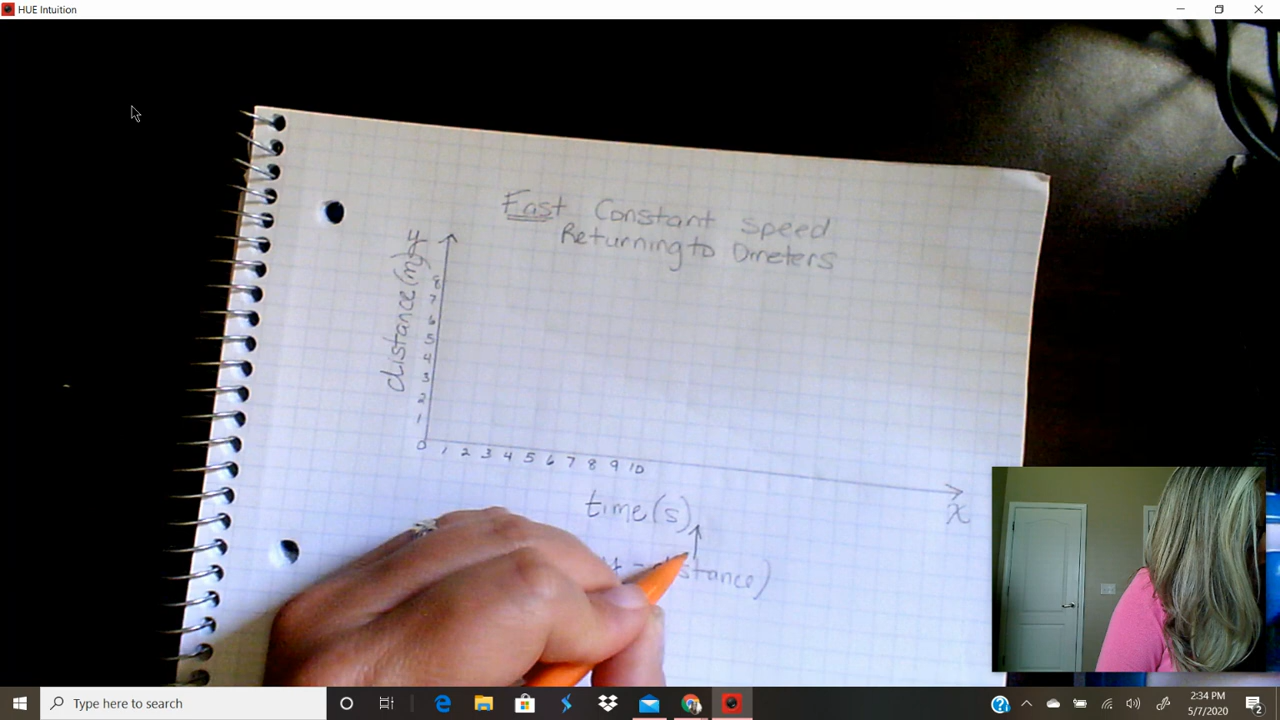 HUE Intuition
Fast Constant speed
Returning to 0meters
y
distance(m)
8
7
6
5
4
3
2
1
0
1 2 3 4 5 6 7 8 9 10
x
time(s)
y - distance)
Type here to search
2:34 PM
5/7/2020
2